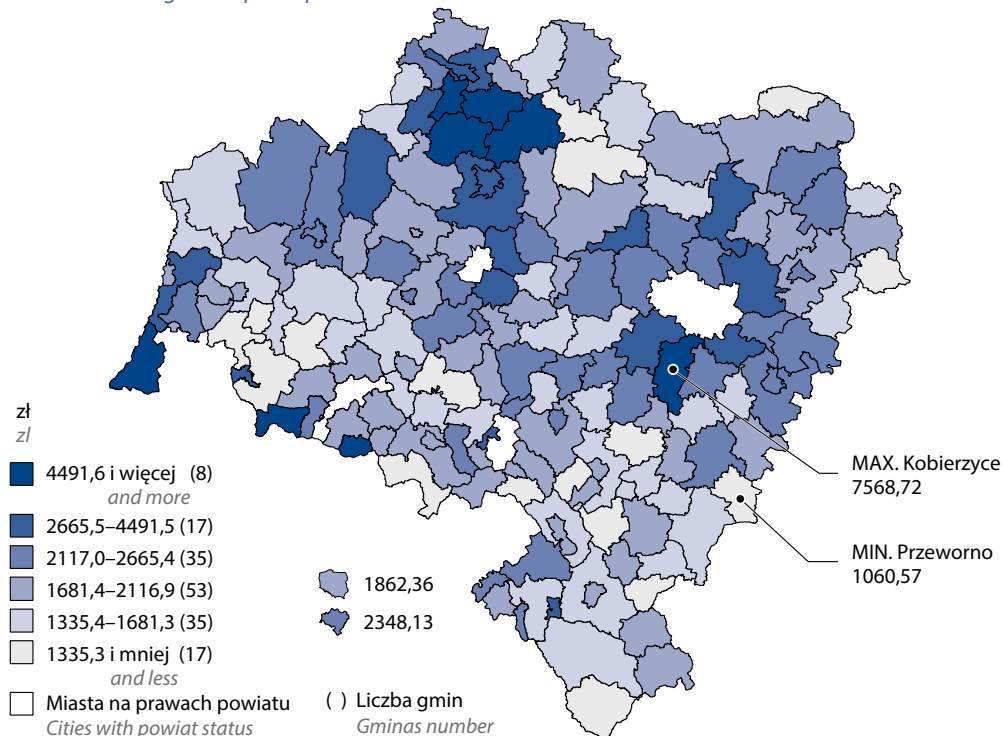 zł
zl
4491,6 i więcej (8)
and more
2665,5–4491,5 (17)
2117,0–2665,4 (35)
1681,4–2116,9 (53)
1335,4–1681,3 (35)
1335,3 i mniej (17)
and less
Miasta na prawach powiatu
Cities with powiat status
1862,36
2348,13
( ) Liczba gmin
Gminas number
MAX. Kobierzyce
7568,72
MIN. Przeworno
1060,57